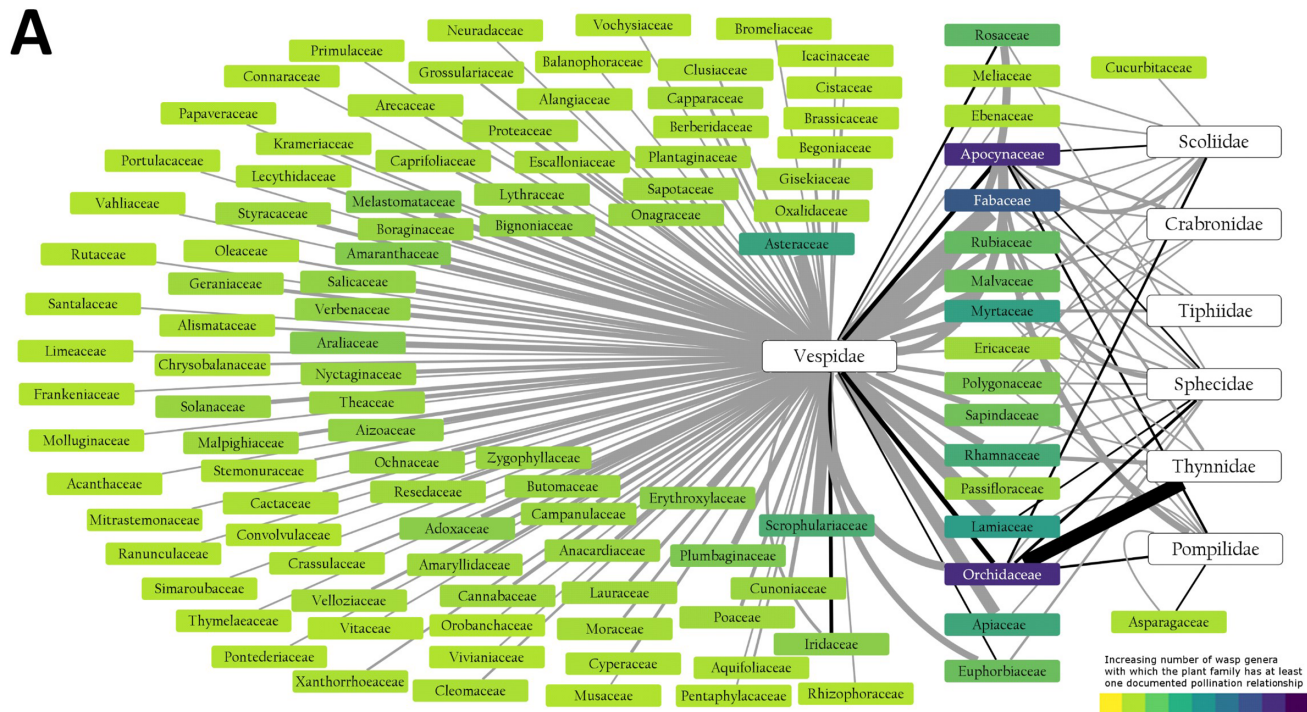 A
Neuradaceae
Vochysiaceae
Bromeliaceae
Rosaceae
Primulaceae
Balanophoraceae
Icacinaceae
Cucurbitaceae
Connaraceae
Grossulariaceae
Clusiaceae
Meliaceae
Arecaceae
Alangiaceae
Capparaceae
Cistaceae
Papaveraceae
Ebenaceae
Proteaceae
Berberidaceae
Brassicaceae
Krameriaceae
Scoliidae
Portulacaceae
Caprifoliaceae
Escalloniaceae
Plantaginaceae
Begoniaceae
Apocynaceae
Lecythidaceae
Gisekiaceae
Vahliaceae
Melastomataceae
Lythraceae
Sapotaceae
Fabaceae
Styracaceae
Onagraceae
Oxalidaceae
Crabronidae
Boraginaceae
Bignoniaceae
Asteraceae
Rubiaceae
Rutaceae
Oleaceae
Amaranthaceae
Geraniaceae
Salicaceae
Malvaceae
Santalaceae
Verbenaceae
Myrtaceae
Tiphiidae
Alismataceae
Limeaceae
Araliaceae
Vespidae
Ericaceae
Chrysobalanaceae
Nyctaginaceae
Polygonaceae
Sphecidae
Frankeniaceae
Solanaceae
Theaceae
Sapindaceae
Molluginaceae
Malpighiaceae
Aizoaceae
Rhamnaceae
Acanthaceae
Stemonuraceae
Ochnaceae
Zygophyllaceae
Thynnidae
Cactaceae
Resedaceae
Butomaceae
Erythroxylaceae
Passifloraceae
Mitrastemonaceae
Convolvulaceae
Adoxaceae
Campanulaceae
Scrophulariaceae
Lamiaceae
Ranunculaceae
Crassulaceae
Amaryllidaceae
Anacardiaceae
Plumbaginaceae
Pompilidae
Simaroubaceae
Velloziaceae
Cannabaceae
Lauraceae
Cunoniaceae
Orchidaceae
Thymelaeaceae
Vitaceae
Orobanchaceae
Moraceae
Poaceae
Apiaceae
Asparagaceae
Pontederiaceae
Vivianiaceae
Cyperaceae
Iridaceae
Xanthorrhoeaceae
Cleomaceae
Musaceae
Aquifoliaceae
Pentaphylacaceae
Rhizophoraceae
Euphorbiaceae
Increasing number of wasp genera
with which the plant family has at least
one documented pollination relationship